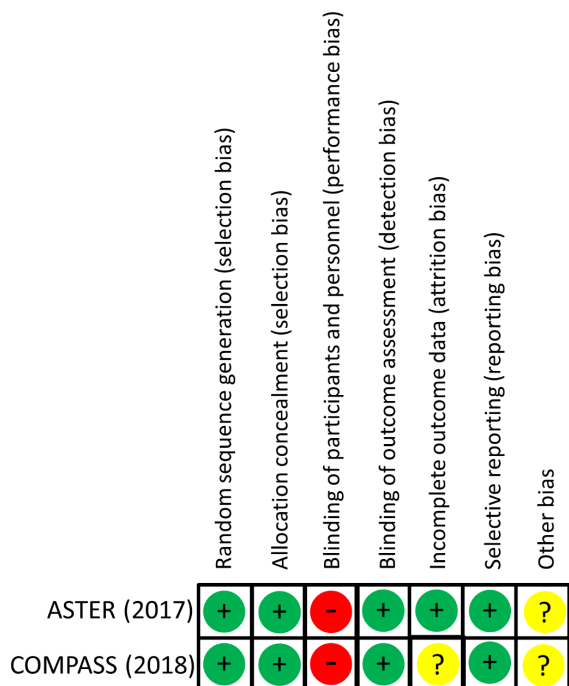 Random sequence generation (selection bias)
Allocation concealment (selection bias)
Blinding of participants and personnel (performance bias)
Blinding of outcome assessment (detection bias)
Incomplete outcome data (attrition bias)
Selective reporting (reporting bias)
Other bias
ASTER (2017) + + - + + + ?
COMPASS (2018) + + - + ? + ?